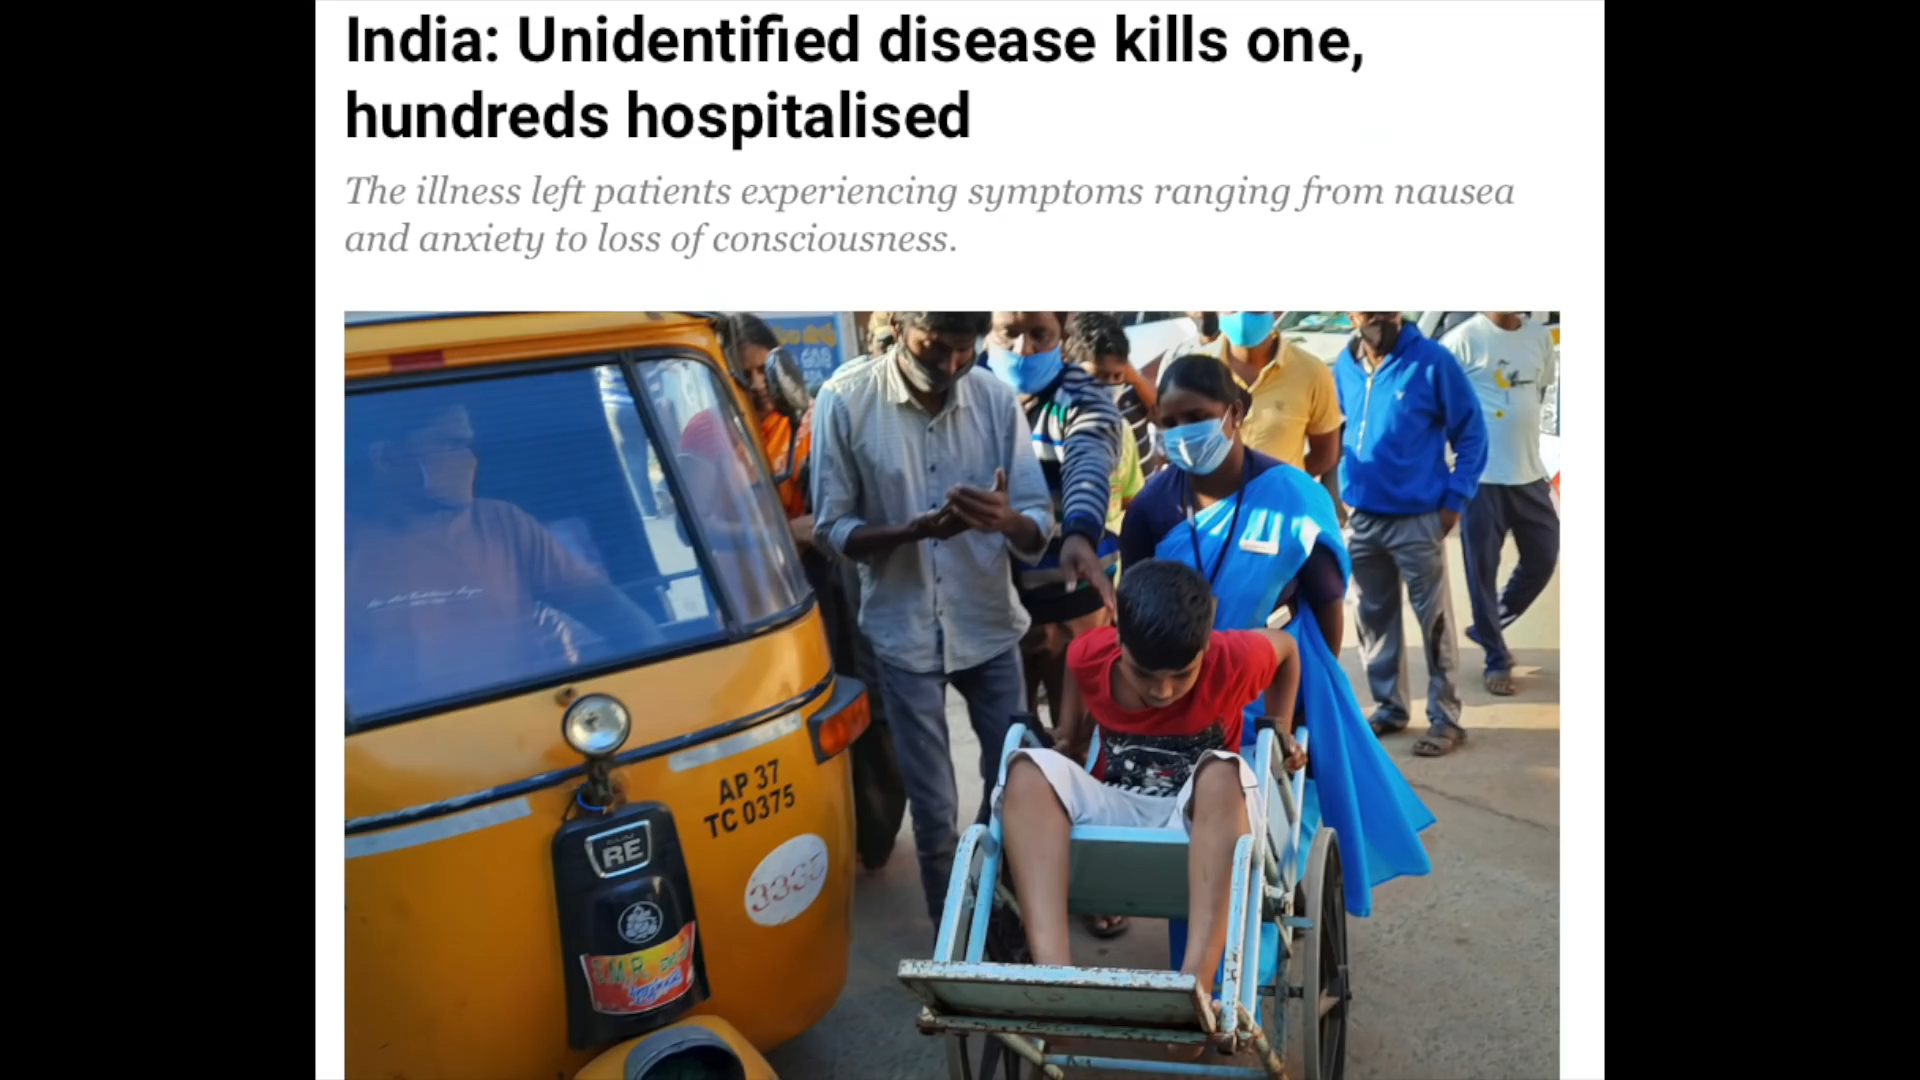 India: Unidentified disease kills one,
hundreds hospitalised
The illness left patients experiencing symptoms ranging from nausea
and anxiety to loss of consciousness.
AP 37
TC 0375
RE
3335